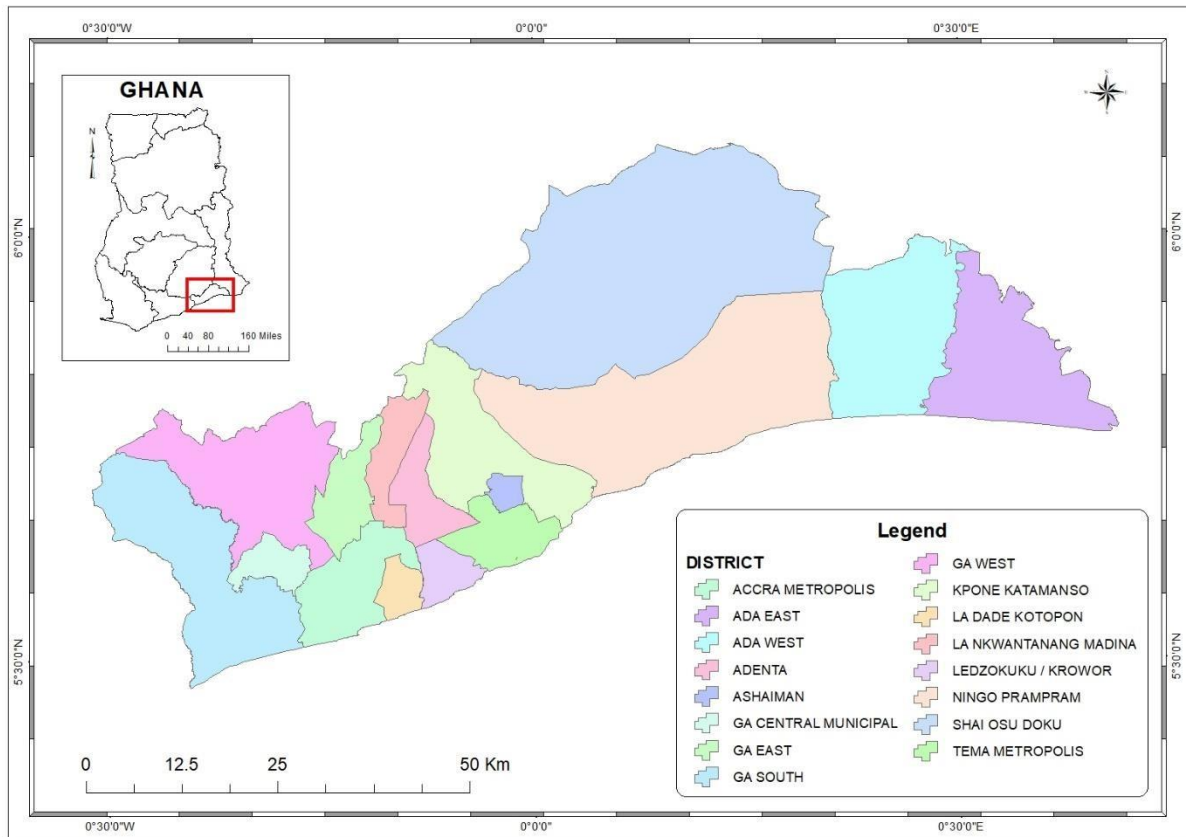 0°30'0"W 0°0'0" 0°30'0"E
GHANA
N
0 40 80 160 Miles
6°0'0"N
6°0'0"N
5°30'0"N
5°30'0"N
Legend
DISTRICT
ACCRA METROPOLIS
ADA EAST
ADA WEST
ADENTA
ASHAIMAN
GA CENTRAL MUNICIPAL
GA EAST
GA SOUTH
GA WEST
KPONE KATAMANSO
LA DADE KOTOPON
LA NKWANTANANG MADINA
LEDZOKUKU / KROWOR
NINGO PRAMPRAM
SHAI OSU DOKU
TEMA METROPOLIS
0 12.5 25 50 Km
0°30'0"W 0°0'0" 0°30'0"E